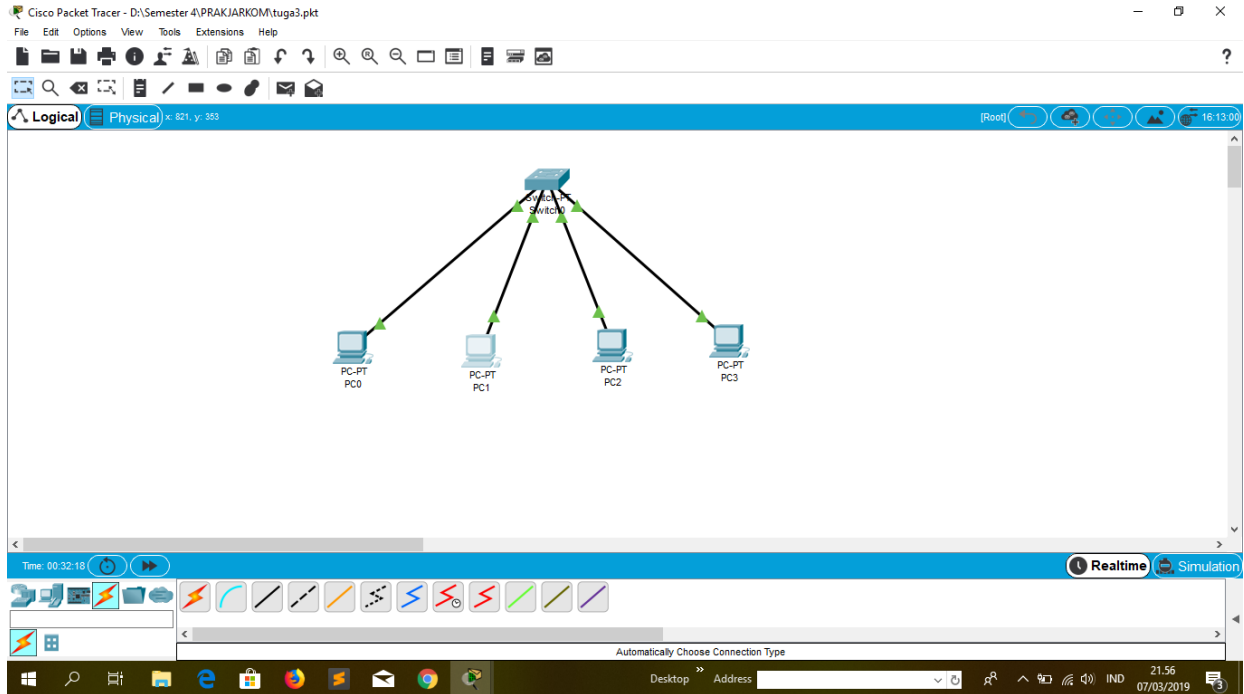 Cisco Packet Tracer - D:\Semester 4\PRAKJARKOM\tuga3.pkt
File Edit Options View Tools Extensions Help
?
Logical Physical x: 821, y: 353 [Root] 16:13:00
Switch-PT
Switch0
PC-PT
PC0
PC-PT
PC1
PC-PT
PC2
PC-PT
PC3
Time: 00:32:18 Realtime Simulation
Automatically Choose Connection Type
Desktop Address IND 21.56
07/03/2019 3